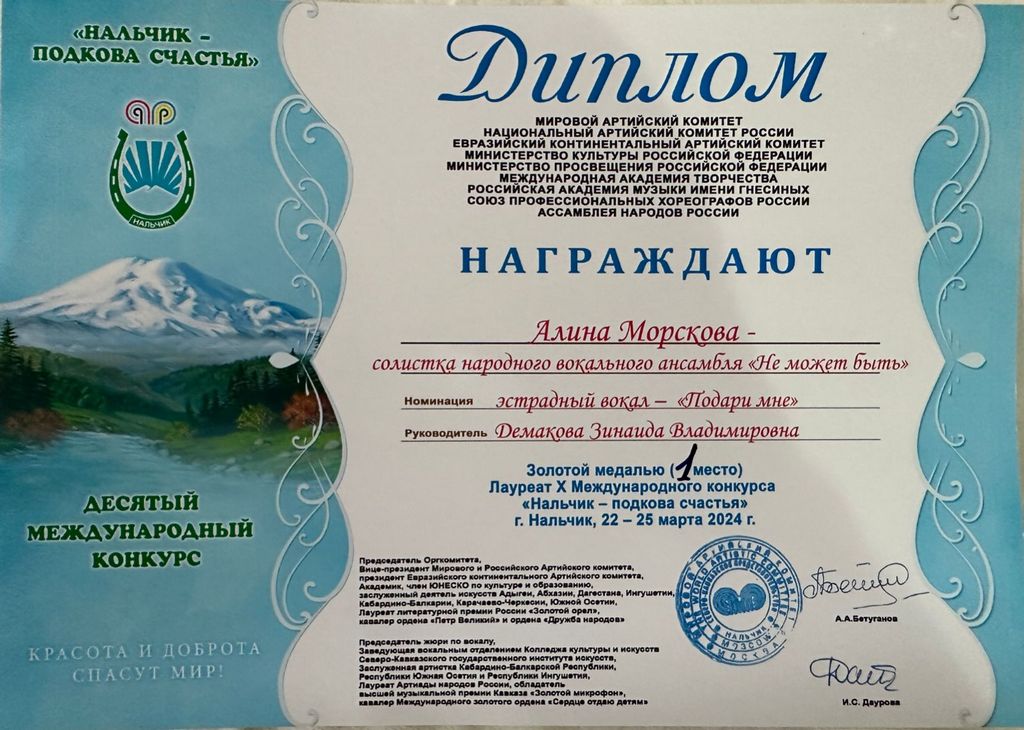 «НАЛЬЧИК –
ПОДКОВА СЧАСТЬЯ»
НАЛЬЧИК
ДЕСЯТЫЙ
МЕЖДУНАРОДНЫЙ
КОНКУРС
КРАСОТА И ДОБРОТА
СПАСУТ МИР!
Диплом
МИРОВОЙ АРТИЙСКИЙ КОМИТЕТ
НАЦИОНАЛЬНЫЙ АРТИЙСКИЙ КОМИТЕТ РОССИИ
ЕВРАЗИЙСКИЙ КОНТИНЕНТАЛЬНЫЙ АРТИЙСКИЙ КОМИТЕТ
МИНИСТЕРСТВО КУЛЬТУРЫ РОССИЙСКОЙ ФЕДЕРАЦИИ
МИНИСТЕРСТВО ПРОСВЕЩЕНИЯ РОССИЙСКОЙ ФЕДЕРАЦИИ
МЕЖДУНАРОДНАЯ АКАДЕМИЯ ТВОРЧЕСТВА
РОССИЙСКАЯ АКАДЕМИЯ МУЗЫКИ ИМЕНИ ГНЕСИНЫХ
СОЮЗ ПРОФЕССИОНАЛЬНЫХ ХОРЕОГРАФОВ РОССИИ
АССАМБЛЕЯ НАРОДОВ РОССИИ
НАГРАЖДАЮТ
Алина Морскова -
солистка народного вокального ансамбля «Не может быть»
Номинация эстрадный вокал – «Подари мне»
Руководитель Демакова Зинаида Владимировна
Золотой медалью (1 место)
Лауреат X Международного конкурса
«Нальчик – подкова счастья»
г. Нальчик, 22 – 25 марта 2024 г.
Председатель Оргкомитета,
Вице-президент Мирового и Российского Артийского комитета,
президент Евразийского континентального Артийского комитета,
Академик, член ЮНЕСКО по культуре и образованию,
заслуженный деятель искусств Адыгеи, Абхазии, Дагестана, Ингушетии,
Кабардино-Балкарии, Карачаево-Черкесии, Южной Осетии,
Лауреат литературной премии России «Золотой орел»,
кавалер ордена «Петр Великий» и ордена «Дружба народов»
А.А.Бетуганов
Председатель жюри по вокалу,
Заведующая вокальным отделением Колледжа культуры и искусств
Северо-Кавказского государственного института искусств,
Заслуженная артистка Кабардино-Балкарской Республики,
Республики Южная Осетия и Республики Ингушетия,
Лауреат Артиады народов России, обладатель
высшей музыкальной премии Кавказа «Золотой микрофон»,
кавалер Международного золотого ордена «Сердце отдаю детям»
И.С. Даурова